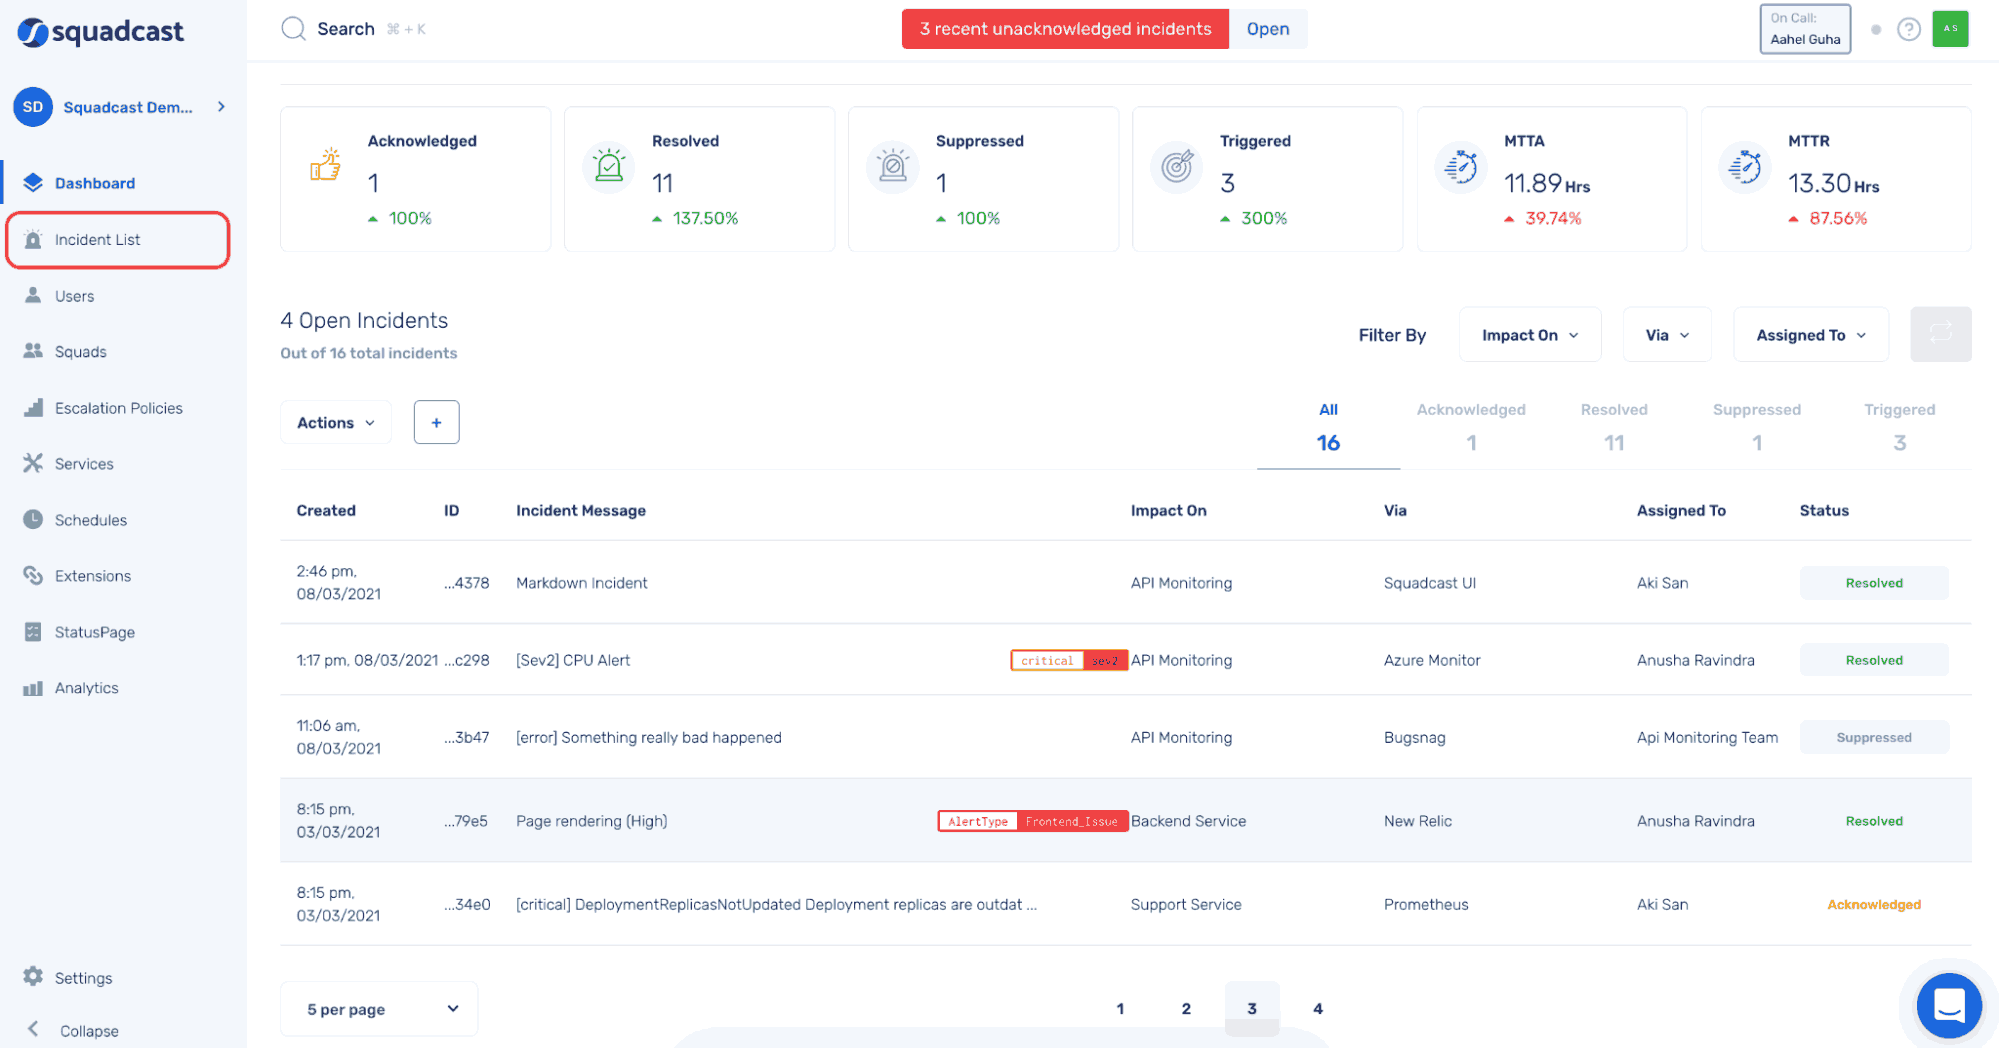 squadcast
Search ⌘ + K
3 recent unacknowledged incidents Open
On Call:
Aahel Guha
?
A S
SD Squadcast Dem...
Dashboard
Incident List
Users
Squads
Escalation Policies
Services
Schedules
Extensions
StatusPage
Analytics
Settings
Collapse
Acknowledged
1
100%
Resolved
11
137.50%
Suppressed
1
100%
Triggered
3
300%
MTTA
11.89 Hrs
39.74%
MTTR
13.30 Hrs
87.56%
4 Open Incidents
Out of 16 total incidents
Filter By Impact On Via Assigned To
Actions +
All Acknowledged Resolved Suppressed Triggered
16 1 11 1 3
Created ID Incident Message Impact On Via Assigned To Status
2:46 pm,
08/03/2021 ...4378 Markdown Incident API Monitoring Squadcast UI Aki San Resolved
1:17 pm, 08/03/2021 ...c298 [Sev2] CPU Alert critical sev2 API Monitoring Azure Monitor Anusha Ravindra Resolved
11:06 am,
08/03/2021 ...3b47 [error] Something really bad happened API Monitoring Bugsnag Api Monitoring Team Suppressed
8:15 pm,
03/03/2021 ...79e5 Page rendering (High) AlertType Frontend_Issue Backend Service New Relic Anusha Ravindra Resolved
8:15 pm,
03/03/2021 ...34e0 [critical] DeploymentReplicasNotUpdated Deployment replicas are outdat ... Support Service Prometheus Aki San Acknowledged
5 per page 1 2 3 4